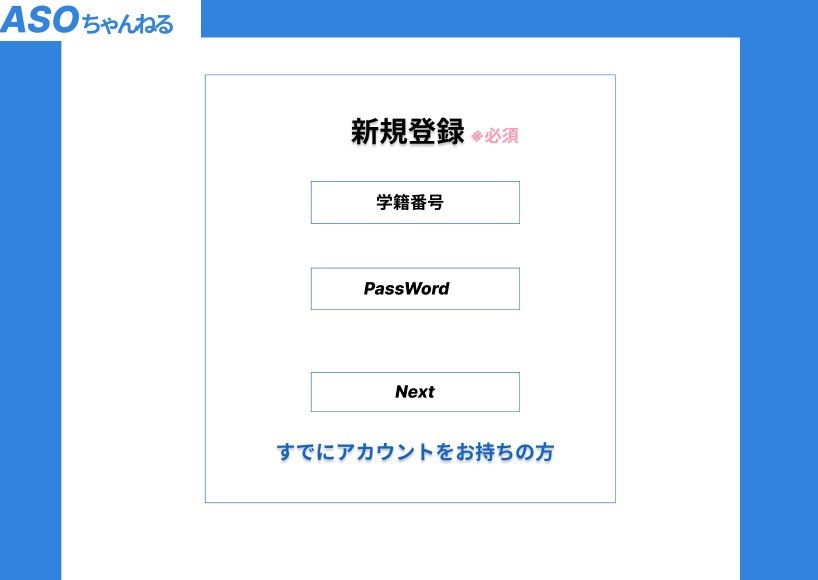 ASOちゃんねる
新規登録 ※必須
学籍番号
PassWord
Next
すでにアカウントをお持ちの方